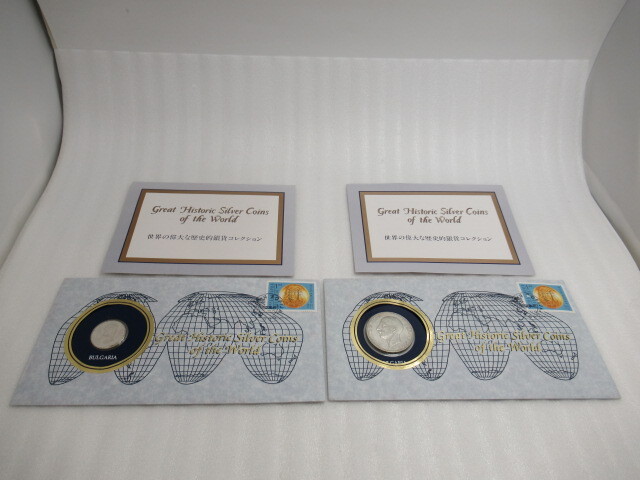 Great Historic Silver Coins
of the World
世界の偉大な歴史的銀貨コレクション
Great Historic Silver Coins
of the World
世界の偉大な歴史的銀貨コレクション
Great Historic Silver Coins
of the World
BULGARIA
Great Historic Silver Coins
of the World